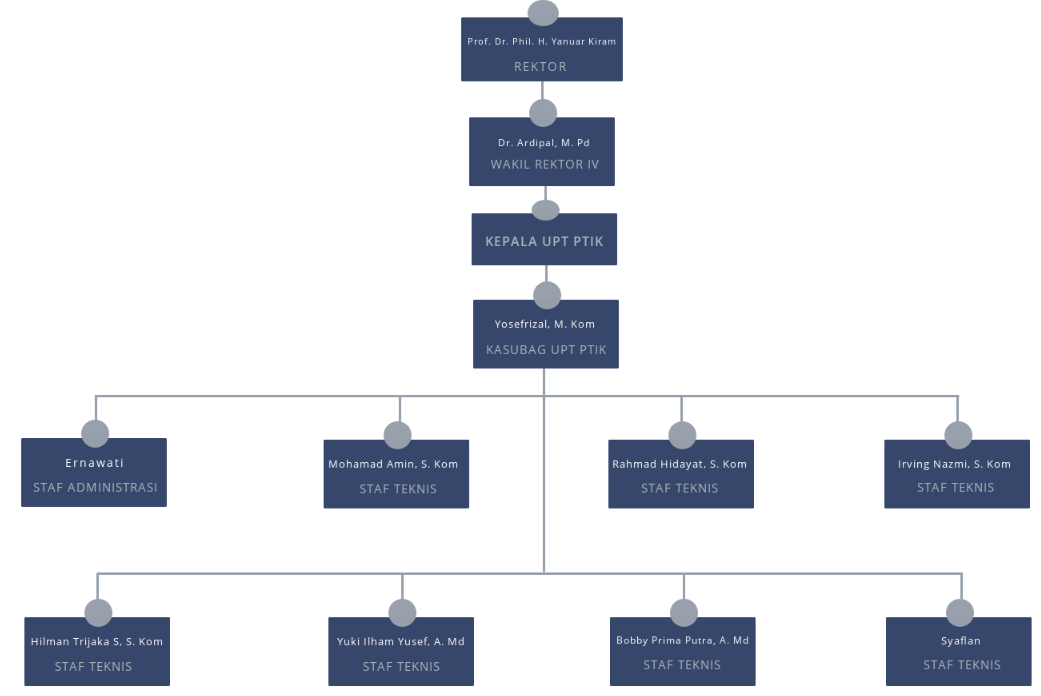 Prof. Dr. Phil. H. Yanuar Kiram
REKTOR
Dr. Ardipal, M. Pd
WAKIL REKTOR IV
KEPALA UPT PTIK
Yosefrizal, M. Kom
KASUBAG UPT PTIK
Ernawati
STAF ADMINISTRASI
Mohamad Amin, S. Kom
STAF TEKNIS
Rahmad Hidayat, S. Kom
STAF TEKNIS
Irving Nazmi, S. Kom
STAF TEKNIS
Hilman Trijaka S, S. Kom
STAF TEKNIS
Yuki Ilham Yusef, A. Md
STAF TEKNIS
Bobby Prima Putra, A. Md
STAF TEKNIS
Syaflan
STAF TEKNIS